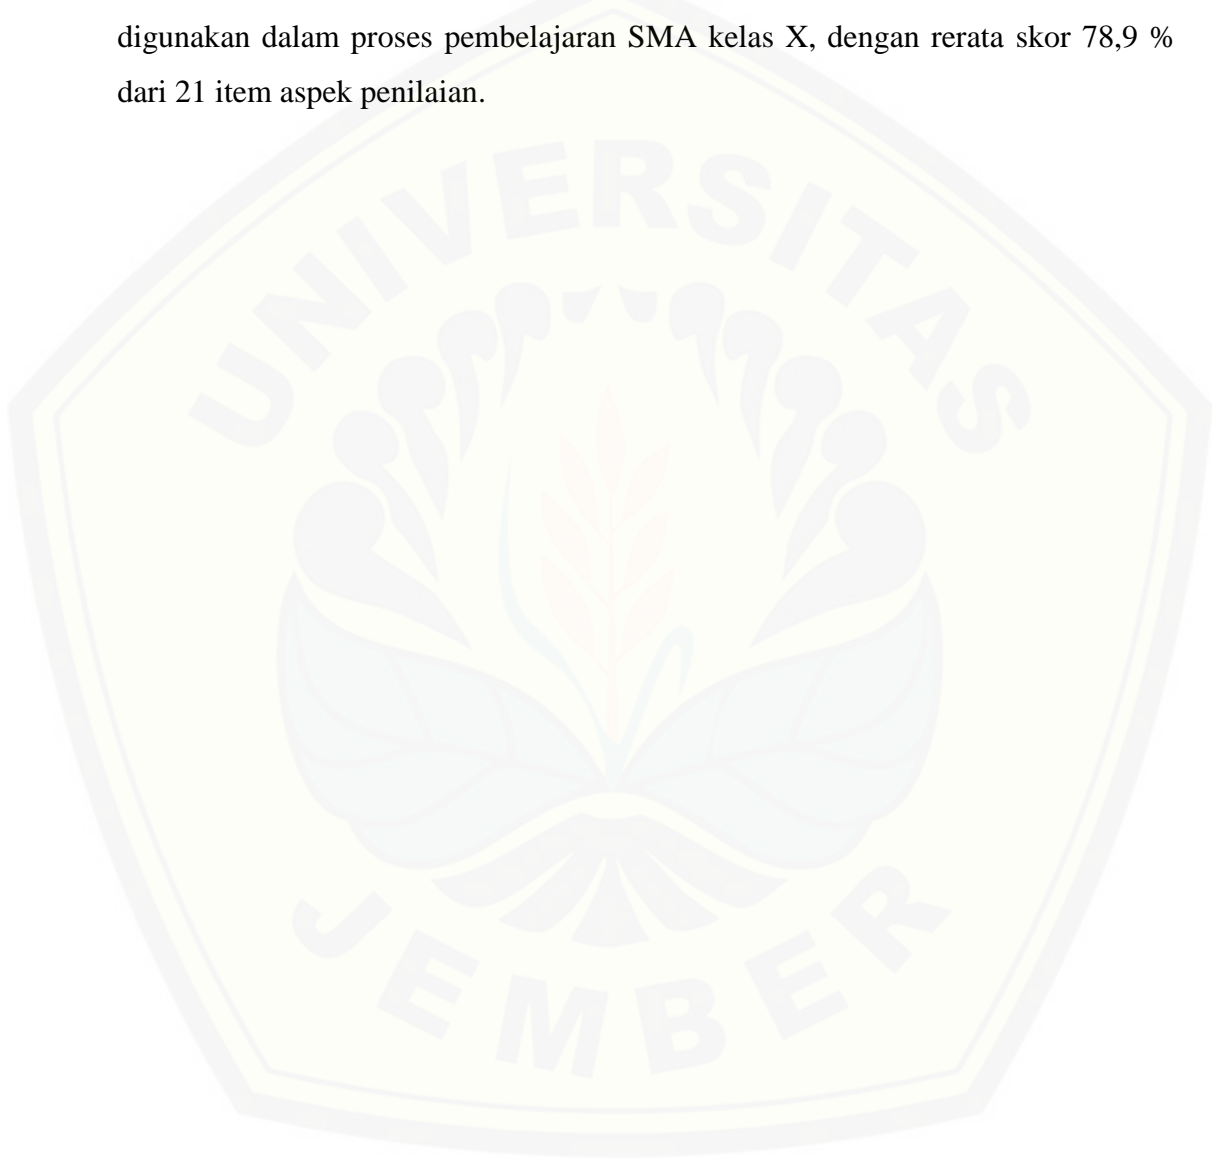 digunakan dalam proses pembelajaran SMA kelas X, dengan rerata skor 78,9 %
dari 21 item aspek penilaian.
UNIVERSITAS
JEMBER